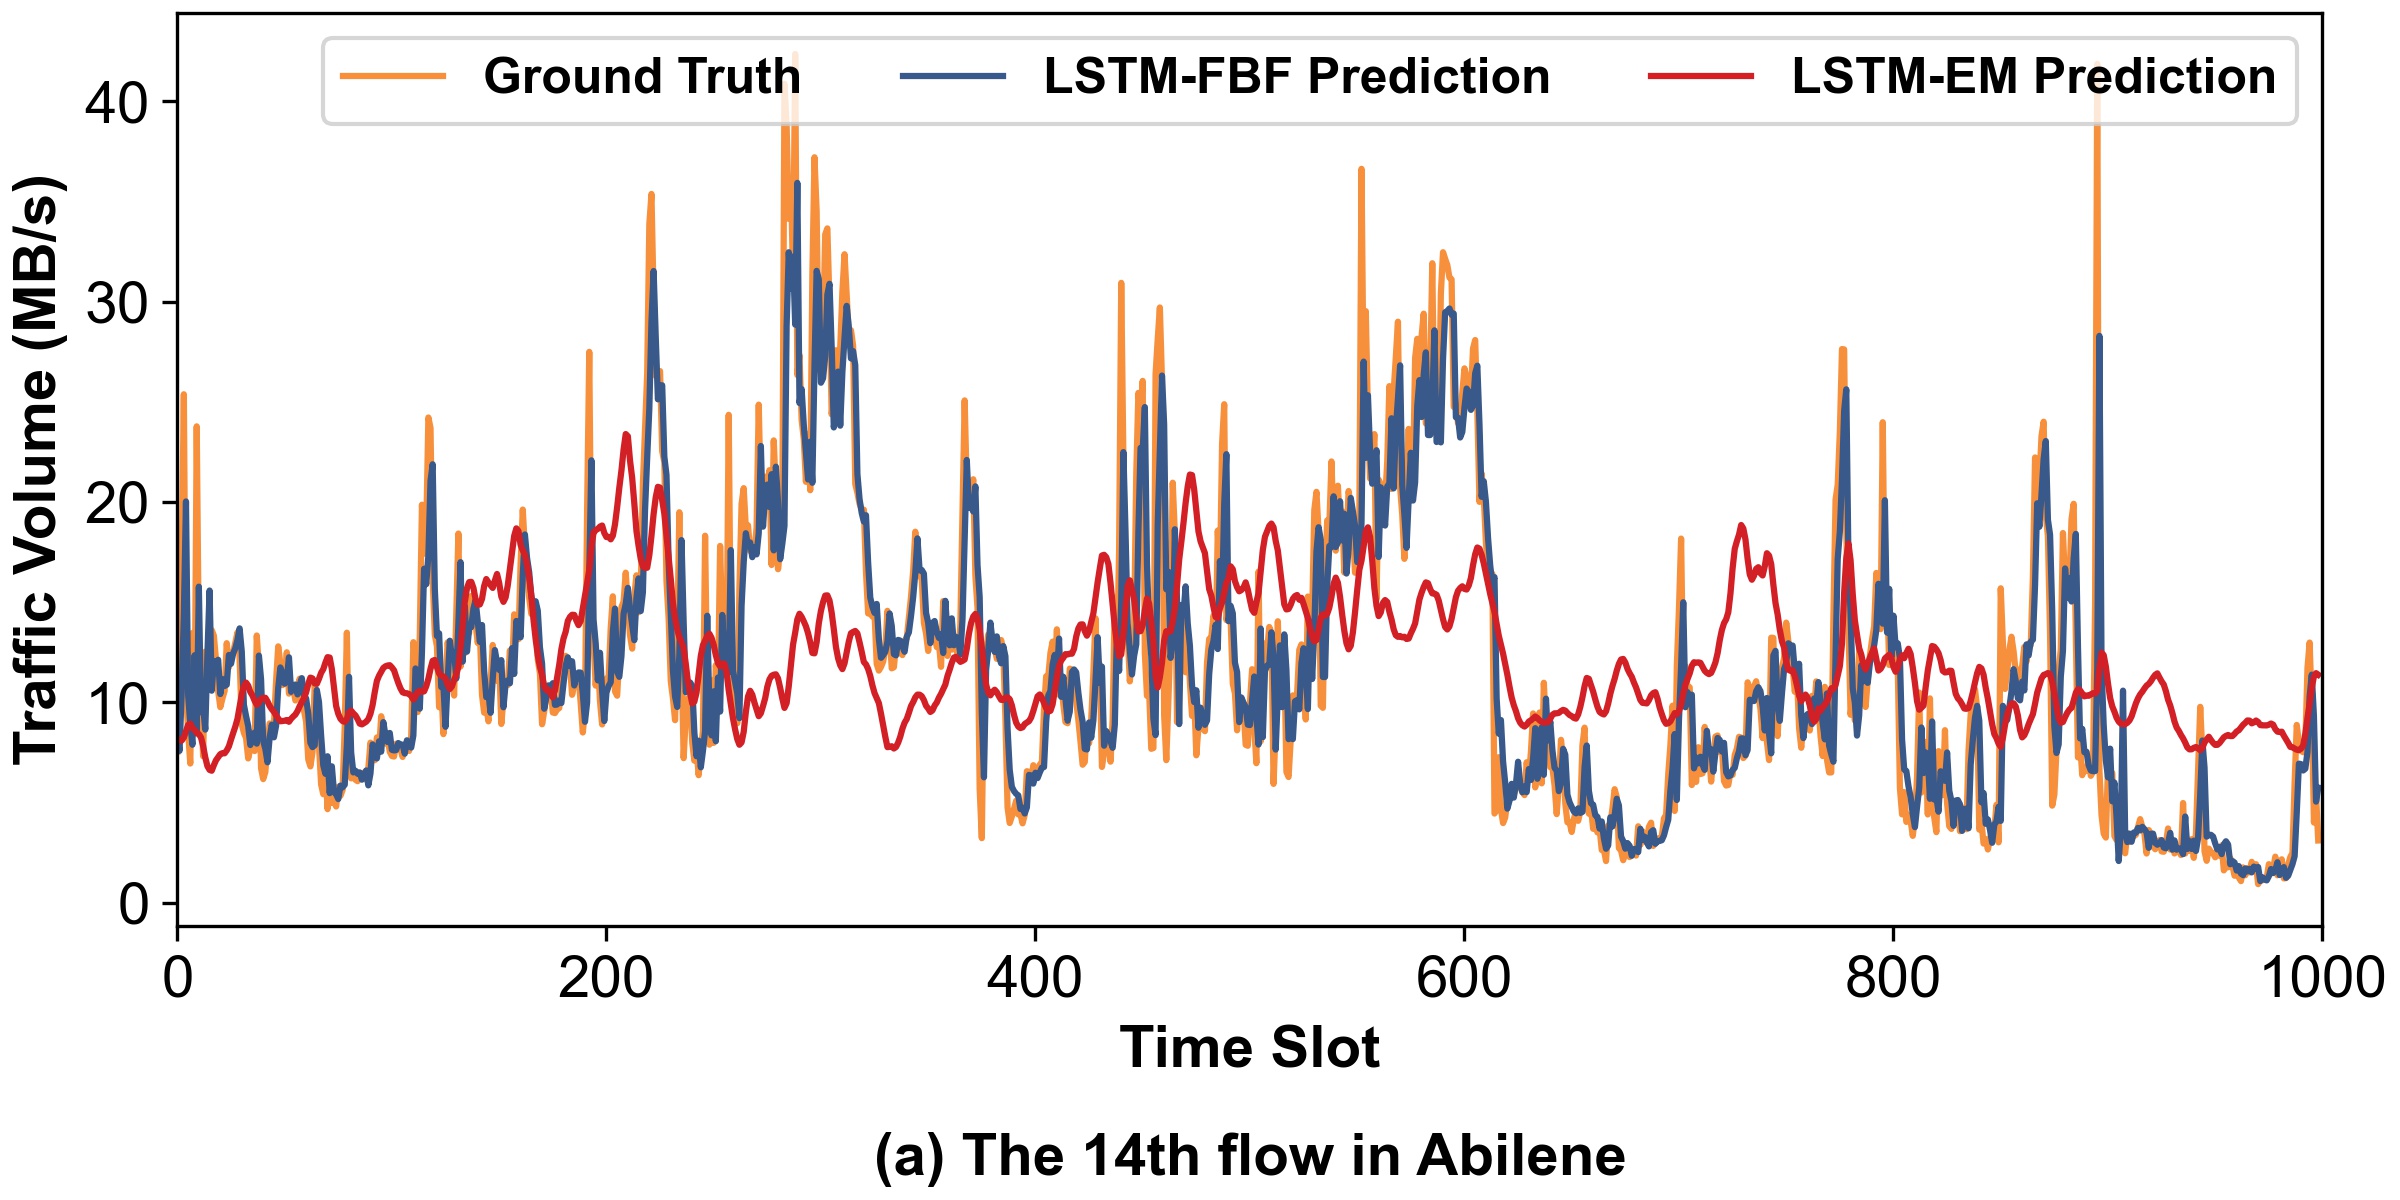 Ground Truth LSTM-FBF Prediction LSTM-EM Prediction
Traffic Volume (MB/s)
40
30
20
10
0
0 200 400 600 800 1000
Time Slot
(a) The 14th flow in Abilene